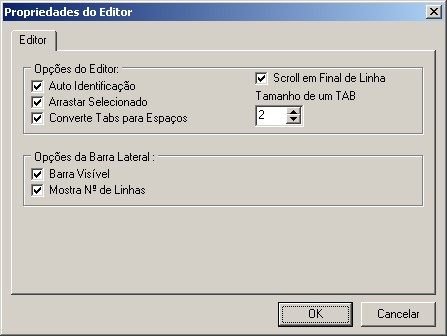 Propriedades do Editor
Editor
Opções do Editor:
Auto Identificação
Arrastar Selecionado
Converte Tabs para Espaços
Scroll em Final de Linha
Tamanho de um TAB
2
Opções da Barra Lateral :
Barra Visível
Mostra Nº de Linhas
OK
Cancelar